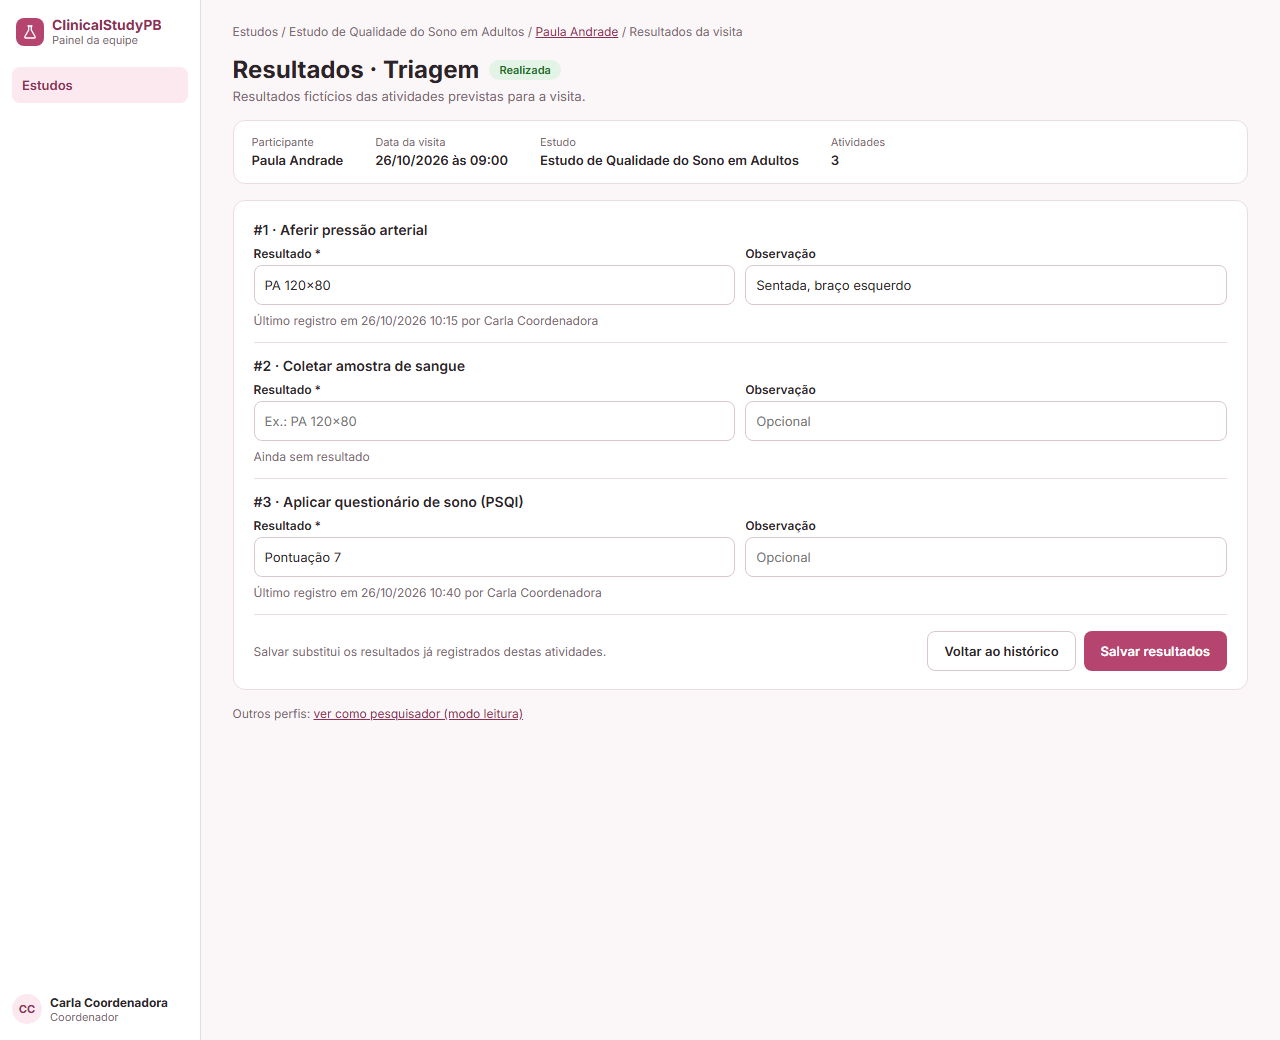 ClinicalStudyPB
Painel da equipe
Estudos
Estudos / Estudo de Qualidade do Sono em Adultos / Paula Andrade / Resultados da visita
Resultados · Triagem
Realizada
Resultados fictícios das atividades previstas para a visita.
Participante
Paula Andrade
Data da visita
26/10/2026 às 09:00
Estudo
Estudo de Qualidade do Sono em Adultos
Atividades
3
#1 · Aferir pressão arterial
Resultado *
Observação
PA 120×80
Sentada, braço esquerdo
Último registro em 26/10/2026 10:15 por Carla Coordenadora
#2 · Coletar amostra de sangue
Resultado *
Observação
Ex.: PA 120×80
Opcional
Ainda sem resultado
#3 · Aplicar questionário de sono (PSQI)
Resultado *
Observação
Pontuação 7
Opcional
Último registro em 26/10/2026 10:40 por Carla Coordenadora
Salvar substitui os resultados já registrados destas atividades.
Voltar ao histórico
Salvar resultados
Outros perfis: ver como pesquisador (modo leitura)
CC
Carla Coordenadora
Coordenador